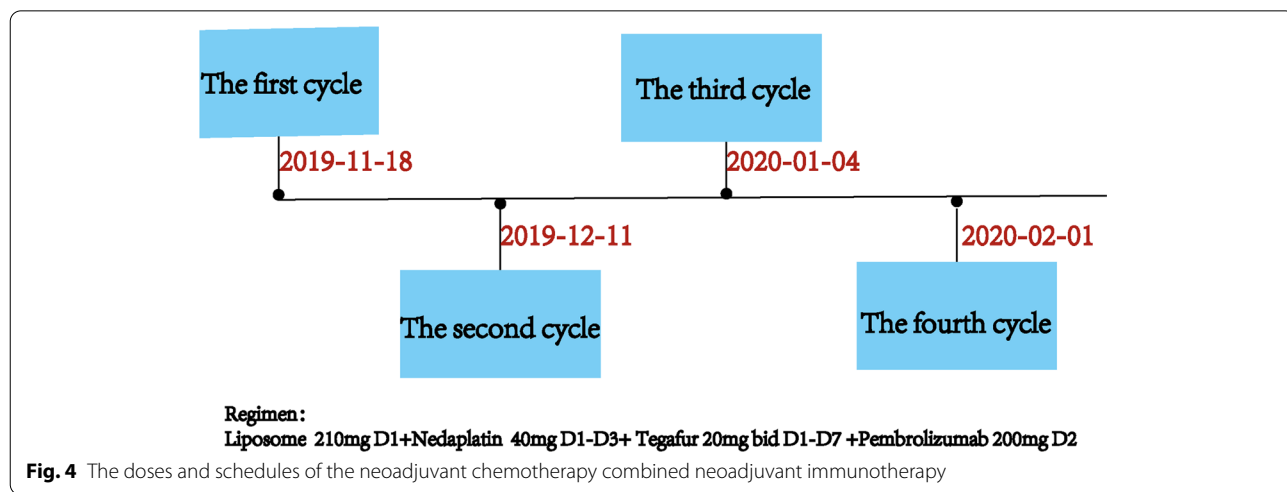 The first cycle
2019-11-18
The second cycle
2019-12-11
The third cycle
2020-01-04
The fourth cycle
2020-02-01
Regimen:
Liposome 210mg D1+Nedaplatin 40mg D1-D3+ Tegafur 20mg bid D1-D7 +Pembrolizumab 200mg D2
Fig. 4 The doses and schedules of the neoadjuvant chemotherapy combined neoadjuvant immunotherapy